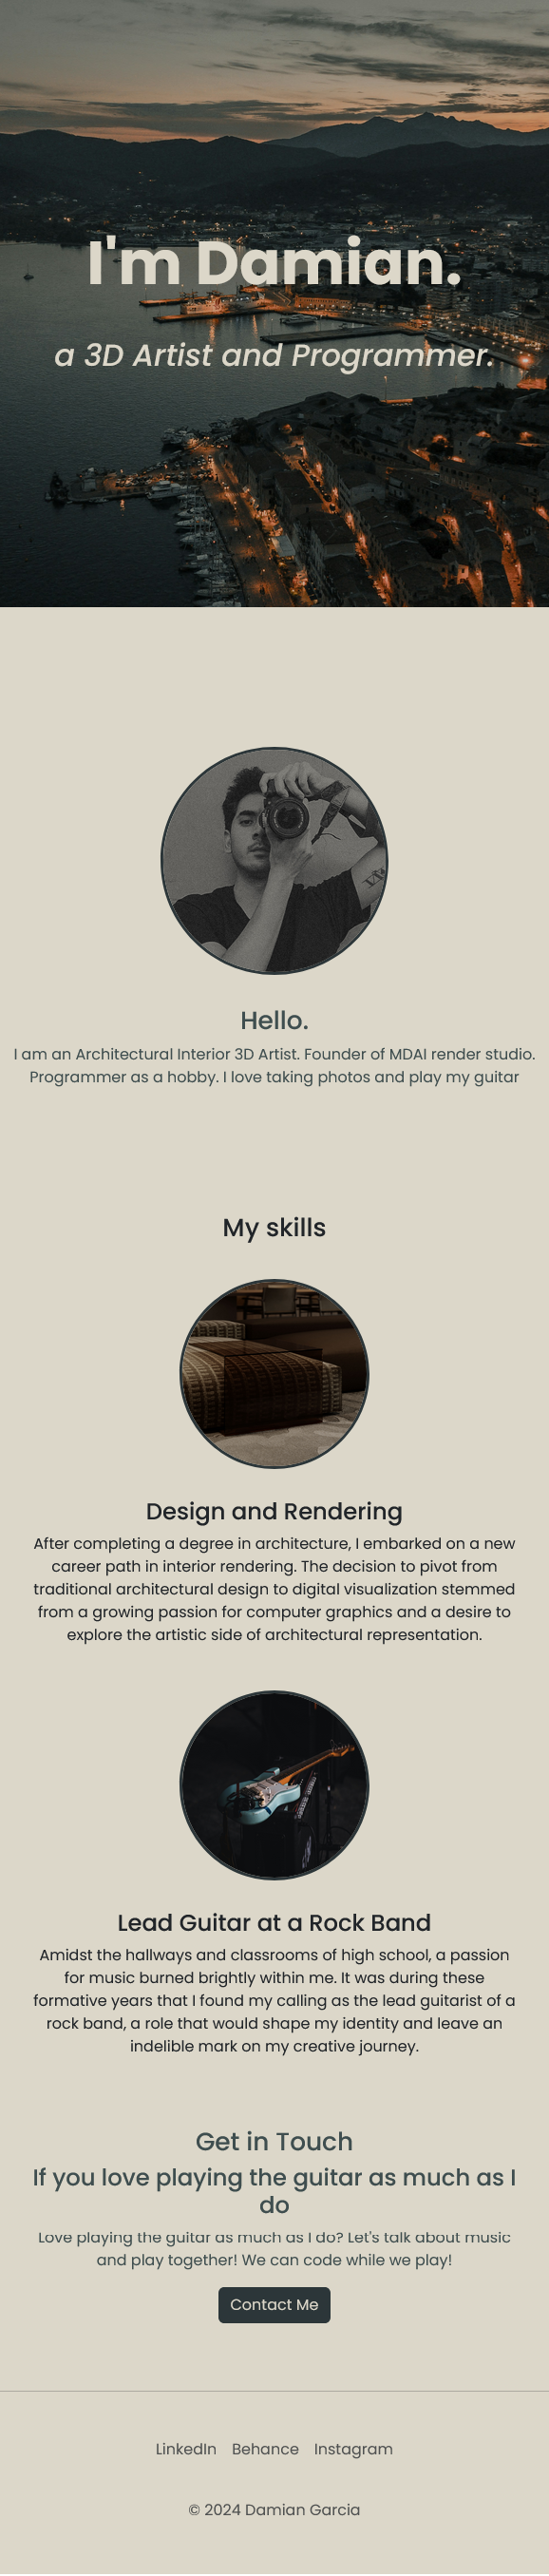 I'm Damian.
a 3D Artist and Programmer.
Hello.
I am an Architectural Interior 3D Artist. Founder of MDAI render studio.
Programmer as a hobby. I love taking photos and play my guitar
My skills
Design and Rendering
After completing a degree in architecture, I embarked on a new
career path in interior rendering. The decision to pivot from
traditional architectural design to digital visualization stemmed
from a growing passion for computer graphics and a desire to
explore the artistic side of architectural representation.
Lead Guitar at a Rock Band
Amidst the hallways and classrooms of high school, a passion
for music burned brightly within me. It was during these
formative years that I found my calling as the lead guitarist of a
rock band, a role that would shape my identity and leave an
indelible mark on my creative journey.
Get in Touch
If you love playing the guitar as much as I
do
Love playing the guitar as much as I do? Let's talk about music
and play together! We can code while we play!
Contact Me
LinkedIn Behance Instagram
© 2024 Damian Garcia